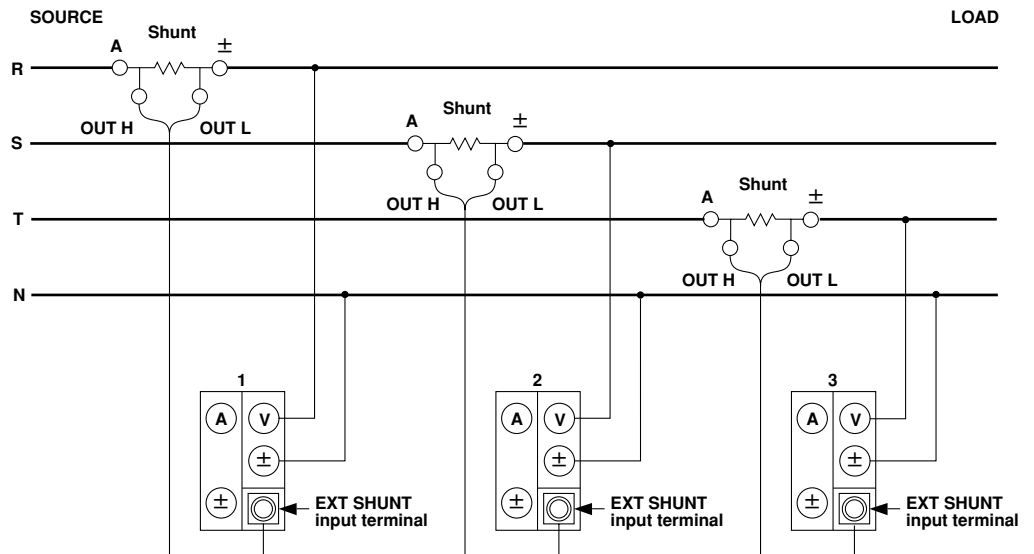 SOURCE
LOAD
Shunt
A
±
R
OUT H
OUT L
Shunt
A
±
S
OUT H
OUT L
Shunt
A
±
T
OUT H
OUT L
N
1
2
3
A
V
±
±
EXT SHUNT
input terminal
A
V
±
±
EXT SHUNT
input terminal
A
V
±
±
EXT SHUNT
input terminal